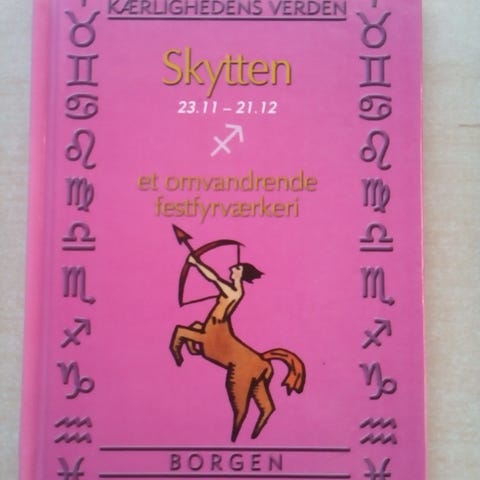 KÆRLIGHEDENS VERDEN
Skytten
23.11 – 21.12
et omvandrende
festfyrværkeri
BORGEN